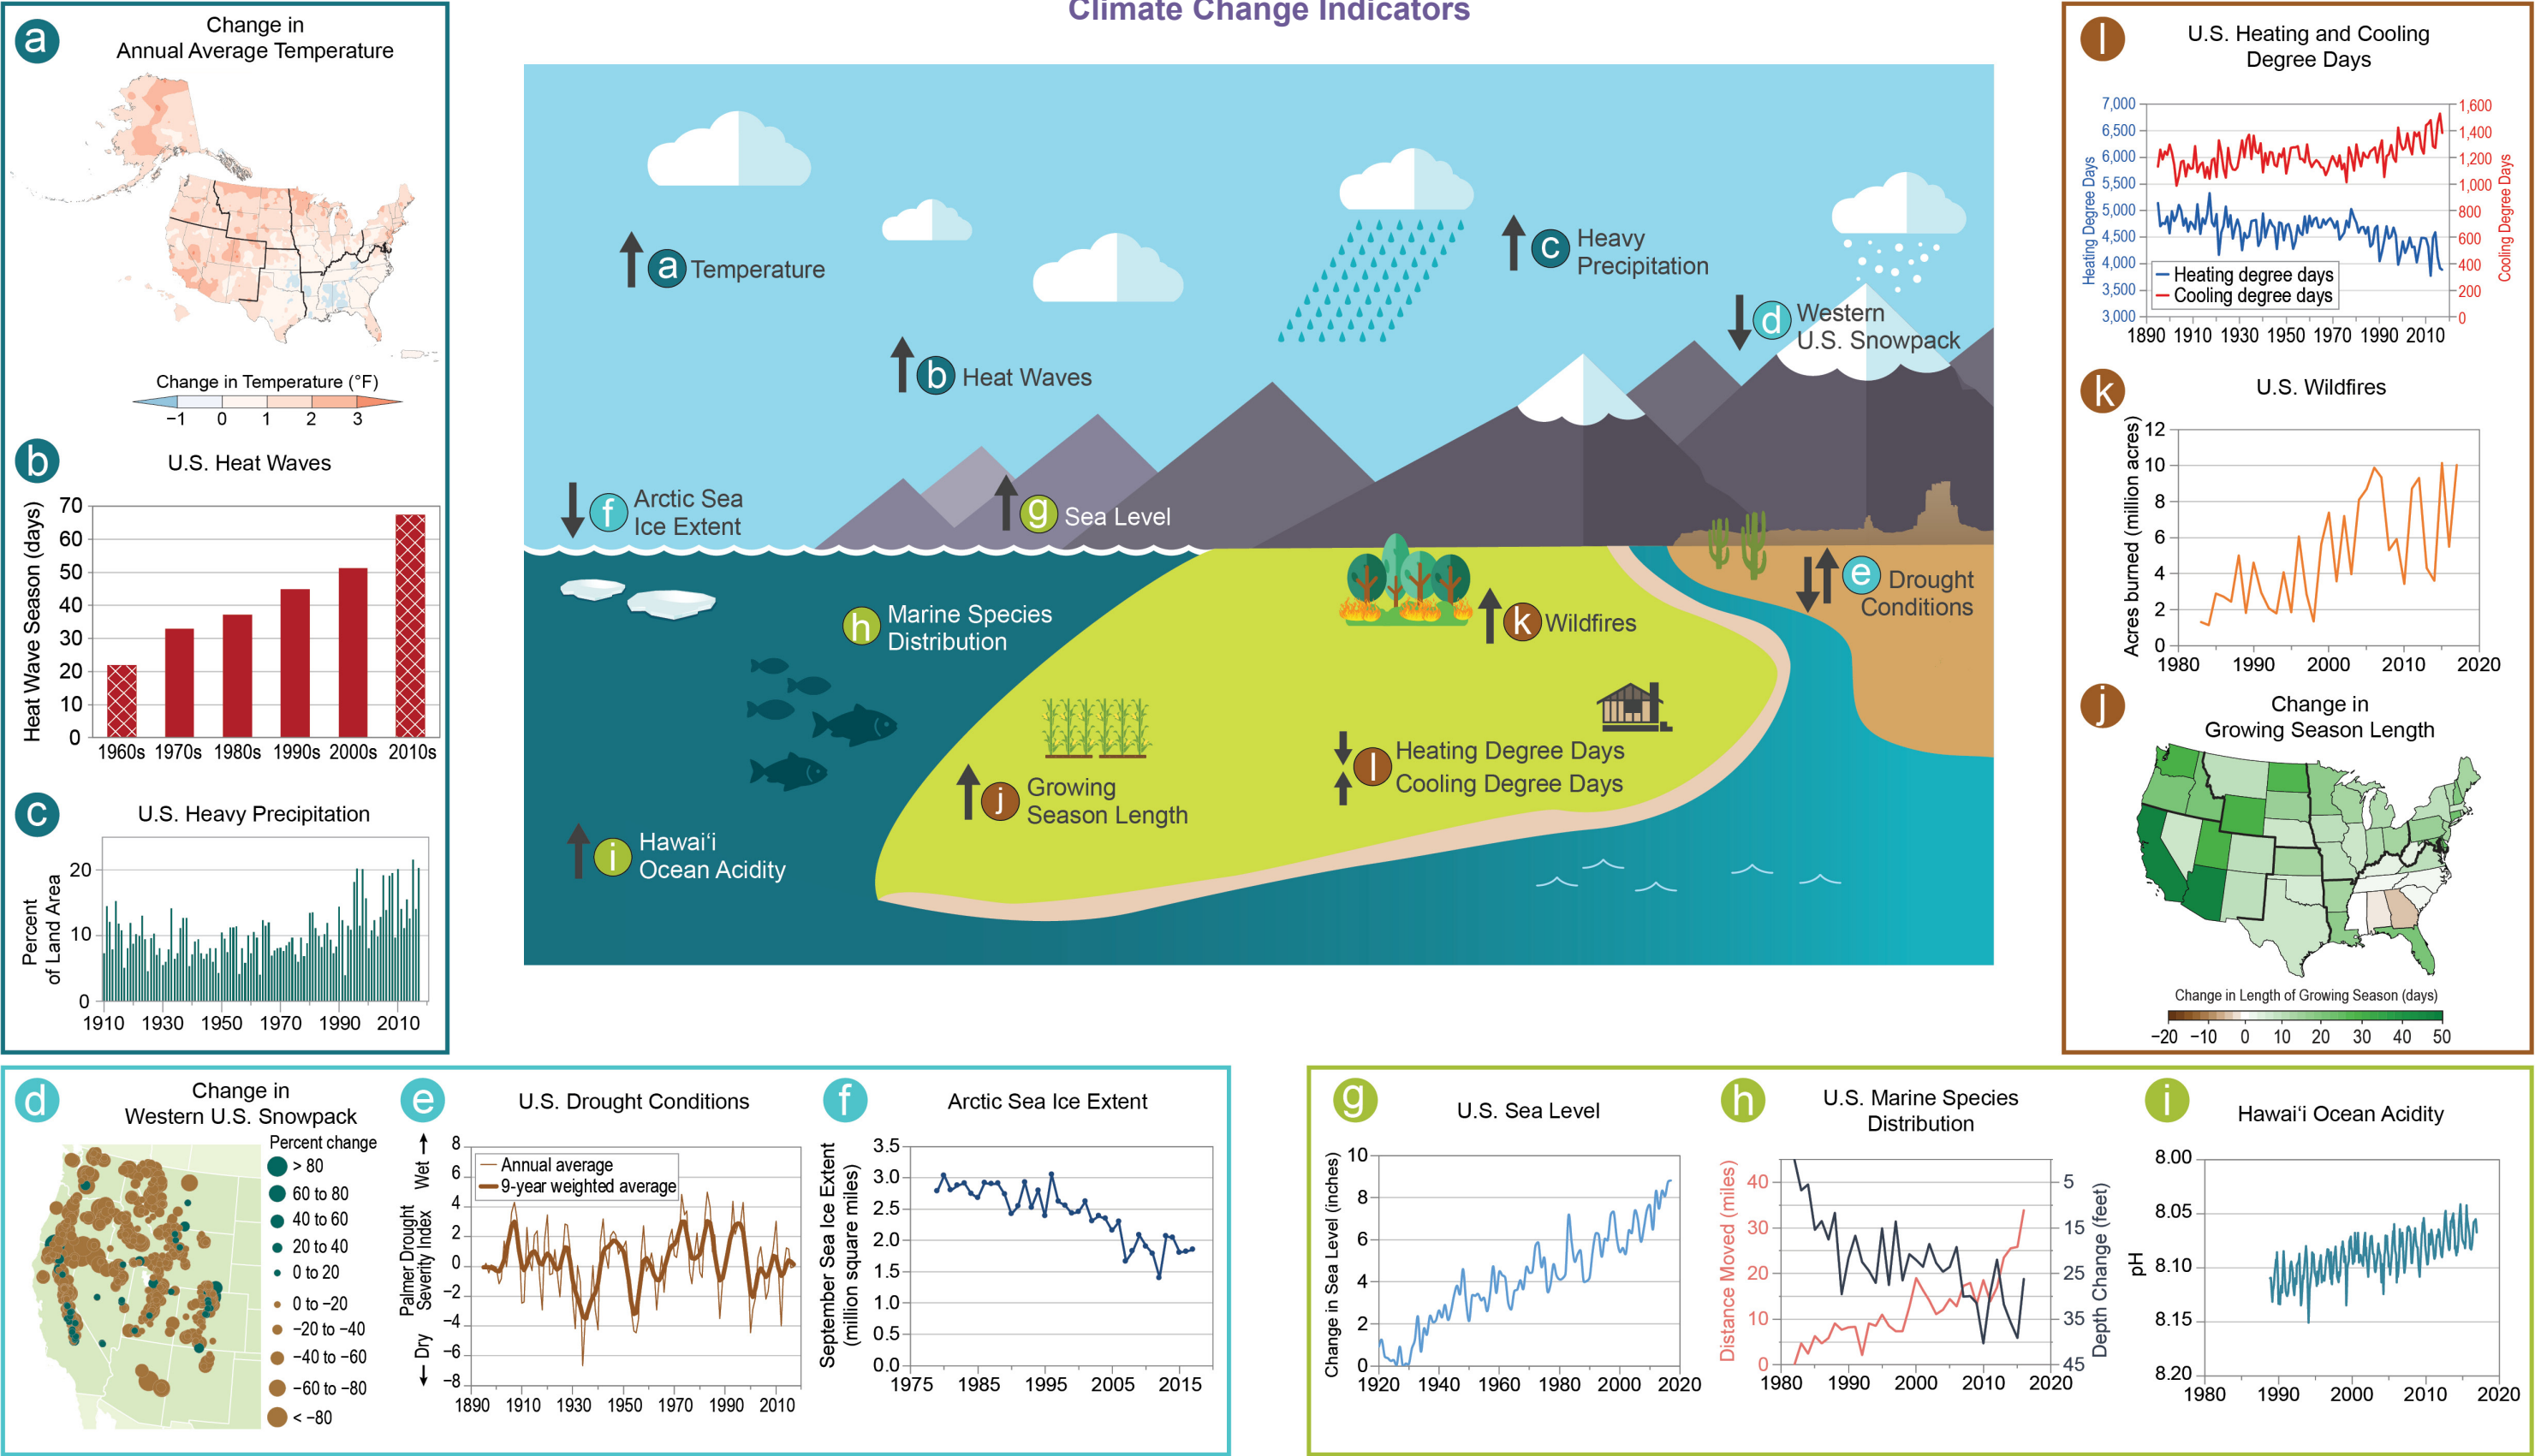 Climate Change Indicators
a
Change in
Annual Average Temperature
Change in Temperature (°F)
−1 0 1 2 3
b
U.S. Heat Waves
Heat Wave Season (days)
70
60
50
40
30
20
10
0
1960s 1970s 1980s 1990s 2000s 2010s
c
U.S. Heavy Precipitation
Percent
of Land Area
20
10
0
1910 1930 1950 1970 1990 2010
a Temperature
b Heat Waves
c Heavy
Precipitation
d Western
U.S. Snowpack
f Arctic Sea
Ice Extent
g Sea Level
h Marine Species
Distribution
k Wildfires
e Drought
Conditions
j Growing
Season Length
l Heating Degree Days
Cooling Degree Days
i Hawaiʻi
Ocean Acidity
l
U.S. Heating and Cooling
Degree Days
Heating Degree Days
7,000
6,500
6,000
5,500
5,000
4,500
4,000
3,500
3,000
1,600
1,400
1,200
1,000
800
600
400
200
0
Cooling Degree Days
Heating degree days
Cooling degree days
1890 1910 1930 1950 1970 1990 2010
k
U.S. Wildfires
Acres burned (million acres)
12
10
8
6
4
2
0
1980 1990 2000 2010 2020
j
Change in
Growing Season Length
Change in Length of Growing Season (days)
−20 −10 0 10 20 30 40 50
d
Change in
Western U.S. Snowpack
Percent change
> 80
60 to 80
40 to 60
20 to 40
0 to 20
0 to −20
−20 to −40
−40 to −60
−60 to −80
< −80
e
U.S. Drought Conditions
Wet
Palmer Drought
Severity Index
Dry
8
6
4
2
0
−2
−4
−6
−8
Annual average
9-year weighted average
1890 1910 1930 1950 1970 1990 2010
f
Arctic Sea Ice Extent
September Sea Ice Extent
(million square miles)
3.5
3.0
2.5
2.0
1.5
1.0
0.5
0.0
1975 1985 1995 2005 2015
g
U.S. Sea Level
Change in Sea Level (inches)
10
8
6
4
2
0
1920 1940 1960 1980 2000 2020
h
U.S. Marine Species
Distribution
Distance Moved (miles)
40
30
20
10
0
5
15
25
35
45
Depth Change (feet)
1980 1990 2000 2010 2020
i
Hawaiʻi Ocean Acidity
pH
8.00
8.05
8.10
8.15
8.20
1980 1990 2000 2010 2020